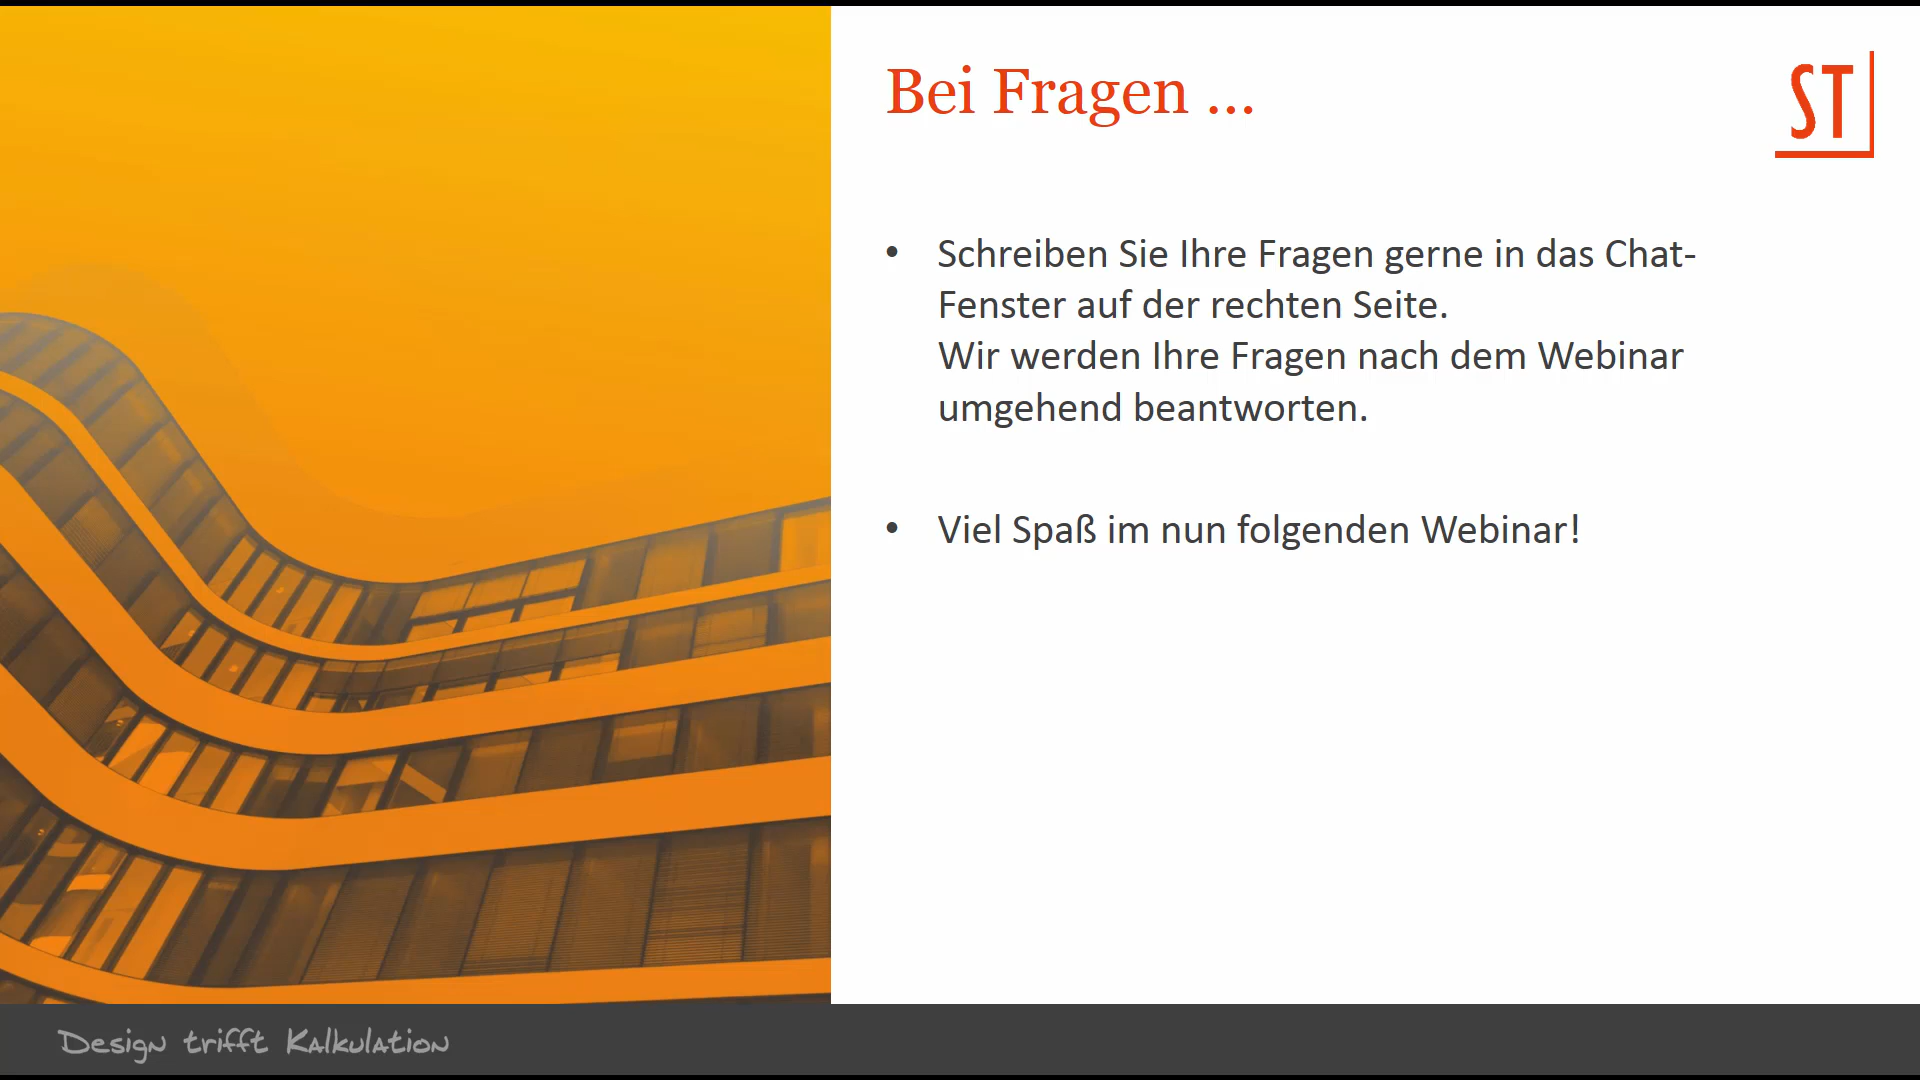 Bei Fragen ...
ST
• Schreiben Sie Ihre Fragen gerne in das Chat-
Fenster auf der rechten Seite.
Wir werden Ihre Fragen nach dem Webinar
umgehend beantworten.
• Viel Spaß im nun folgenden Webinar!
Design trifft Kalkulation